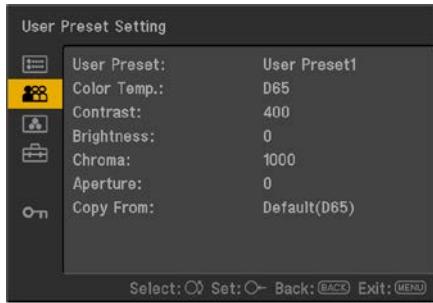 User Preset Setting
User Preset: User Preset1
Color Temp.: D65
Contrast: 400
Brightness: 0
Chroma: 1000
Aperture: 0
Copy From: Default(D65)
Select: Set: Back: BACK Exit: MENU